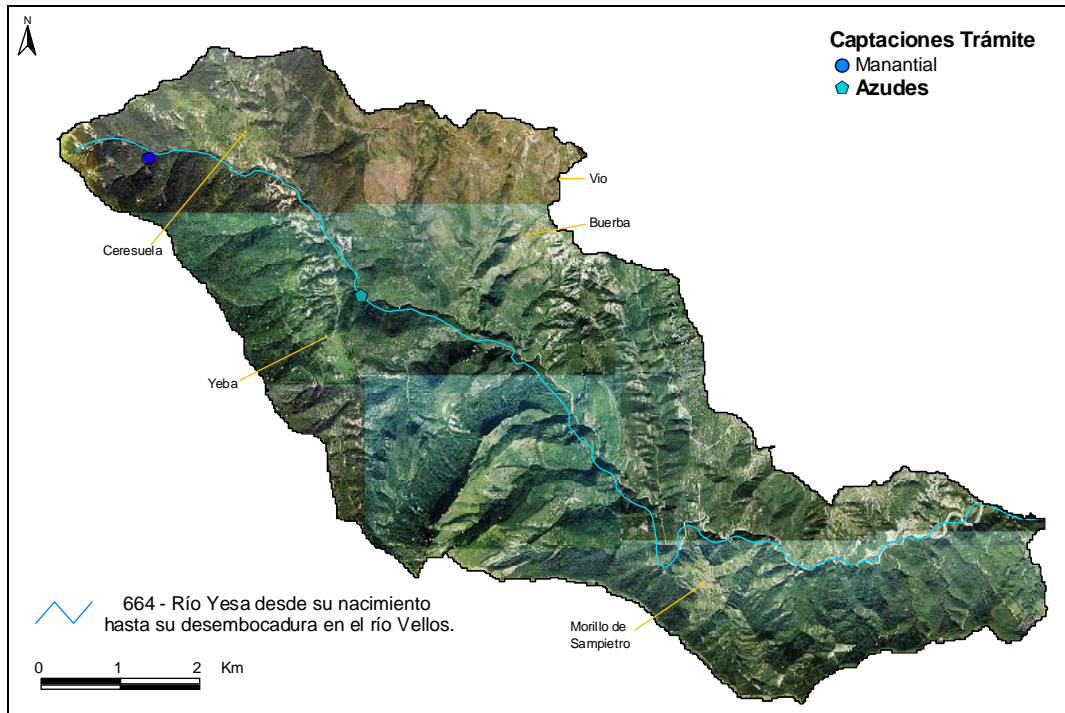 N
Captaciones Trámite
Manantial
Azudes
Vio
Buerba
Ceresuela
Yeba
664 - Río Yesa desde su nacimiento
hasta su desembocadura en el río Vellos.
Morillo de
Sampietro
0 1 2 Km